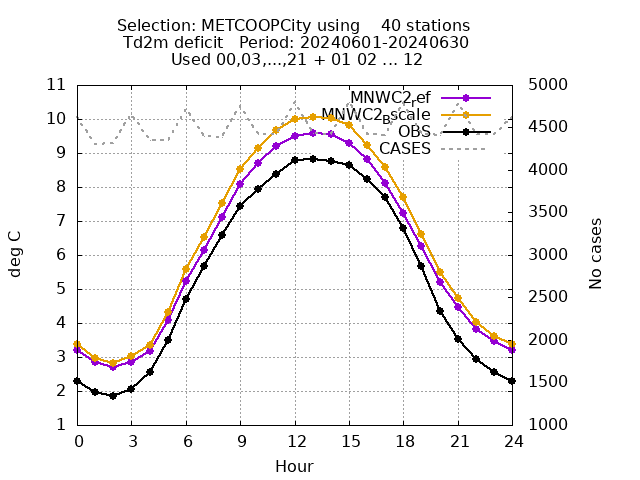 Selection: METCOOPCity using    40 stations
Td2m deficit   Period: 20240601-20240630
Used 00,03,...,21 + 01 02 ... 12
11
10
9
8
7
6
5
4
3
2
1
deg C
5000
4500
4000
3500
3000
2500
2000
1500
1000
No cases
MNWC2_ref
MNWC2_B_scale
OBS
CASES
0
3
6
9
12
15
18
21
24
Hour